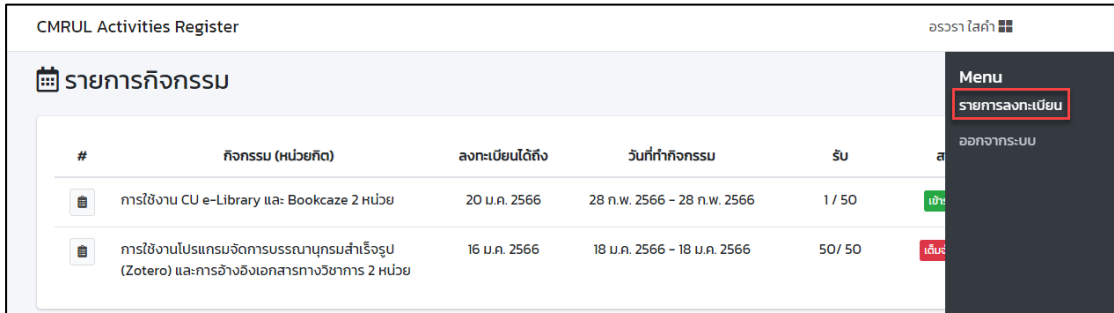 CMRUL Activities Register
อรวรา ใสคำ
รายการกิจกรรม
Menu
รายการลงทะเบียน
ออกจากระบบ
# กิจกรรม (หน่วยกิต) ลงทะเบียนได้ถึง วันที่ทำกิจกรรม รับ
การใช้งาน CU e-Library และ Bookcaze 2 หน่วย 20 ม.ค. 2566 28 ก.พ. 2566 - 28 ก.พ. 2566 1 / 50
การใช้งานโปรแกรมจัดการบรรณานุกรมสำเร็จรูป 16 ม.ค. 2566 18 ม.ค. 2566 - 18 ม.ค. 2566 50/ 50
(Zotero) และการอ้างอิงเอกสารทางวิชาการ 2 หน่วย